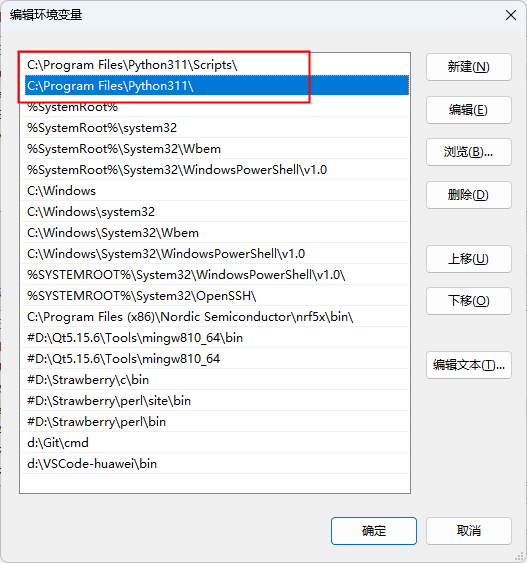 编辑环境变量
C:\Program Files\Python311\Scripts\
C:\Program Files\Python311\
%SystemRoot%
%SystemRoot%\system32
%SystemRoot%\System32\Wbem
%SystemRoot%\System32\WindowsPowerShell\v1.0
C:\Windows
C:\Windows\system32
C:\Windows\System32\Wbem
C:\Windows\System32\WindowsPowerShell\v1.0
%SYSTEMROOT%\System32\WindowsPowerShell\v1.0\
%SYSTEMROOT%\System32\OpenSSH\
C:\Program Files (x86)\Nordic Semiconductor\nrf5x\bin\
#D:\Qt5.15.6\Tools\mingw810_64\bin
#D:\Qt5.15.6\Tools\mingw810_64
#D:\Strawberry\c\bin
#D:\Strawberry\perl\site\bin
#D:\Strawberry\perl\bin
d:\Git\cmd
d:\VSCode-huawei\bin
新建(N)
编辑(E)
浏览(B)...
删除(D)
上移(U)
下移(O)
编辑文本(T)...
确定
取消